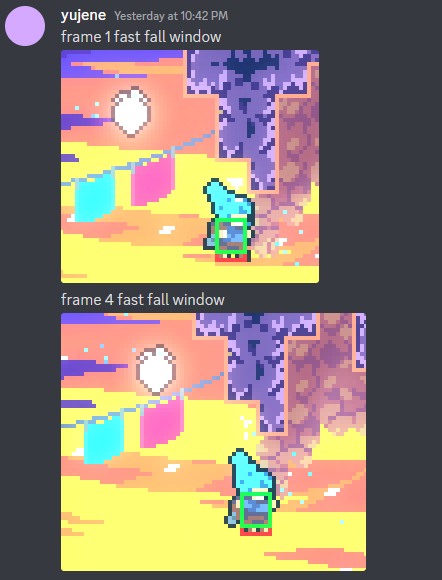 yujene Yesterday at 10:42 PM
frame 1 fast fall window
frame 4 fast fall window